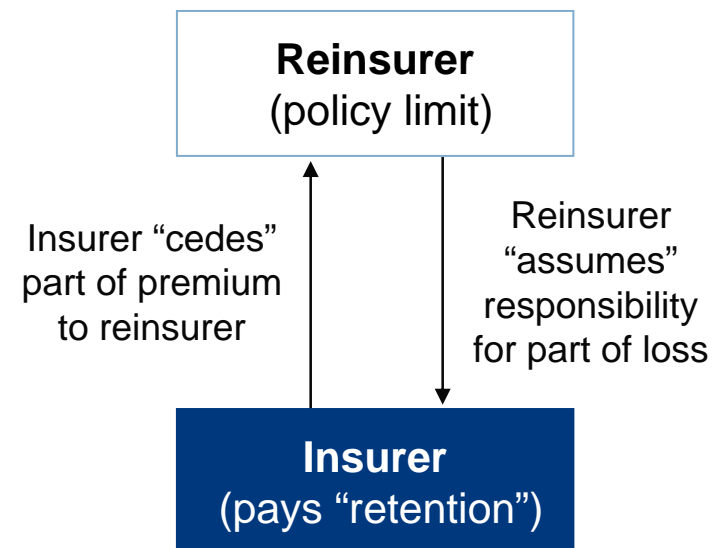 Reinsurer
(policy limit)
Insurer “cedes”
part of premium
to reinsurer
Reinsurer
“assumes”
responsibility
for part of loss
Insurer
(pays “retention”)